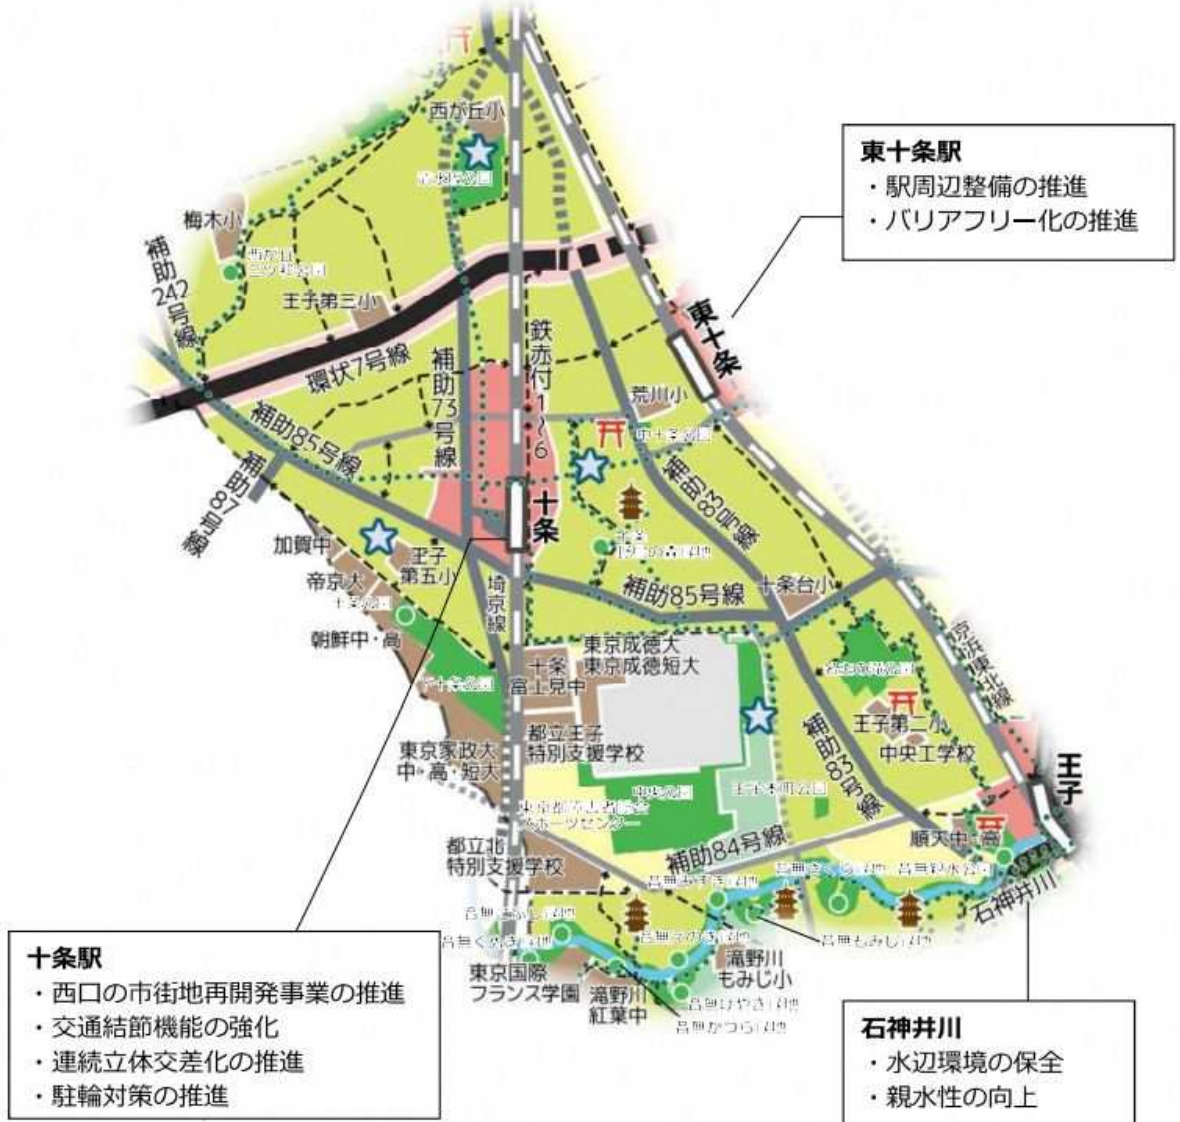 西が丘小
梅木小
補助242号線
王子第三小
環状7号線
補助73号線
鉄赤付1〜6
東十条
荒川小
補助85号線
補助87号線
補助83号線
十条
加賀中
帝京大
王子
第五小
朝鮮中・高
埼京線
補助85号線
十条台小
京浜東北線
東京成徳大
東京成徳短大
十条
富士見中
都立王子
特別支援学校
東京家政大
中・高・短大
中央公園
王子第二小
中央工学校
補助83号線
王子
順天中・高
補助84号線
都立北
特別支援学校
石神井川
東京国際
フランス学園
滝野川
紅葉中
滝野川
もみじ小
東十条駅
・駅周辺整備の推進
・バリアフリー化の推進
十条駅
・西口の市街地再開発事業の推進
・交通結節機能の強化
・連続立体交差化の推進
・駐輪対策の推進
石神井川
・水辺環境の保全
・親水性の向上